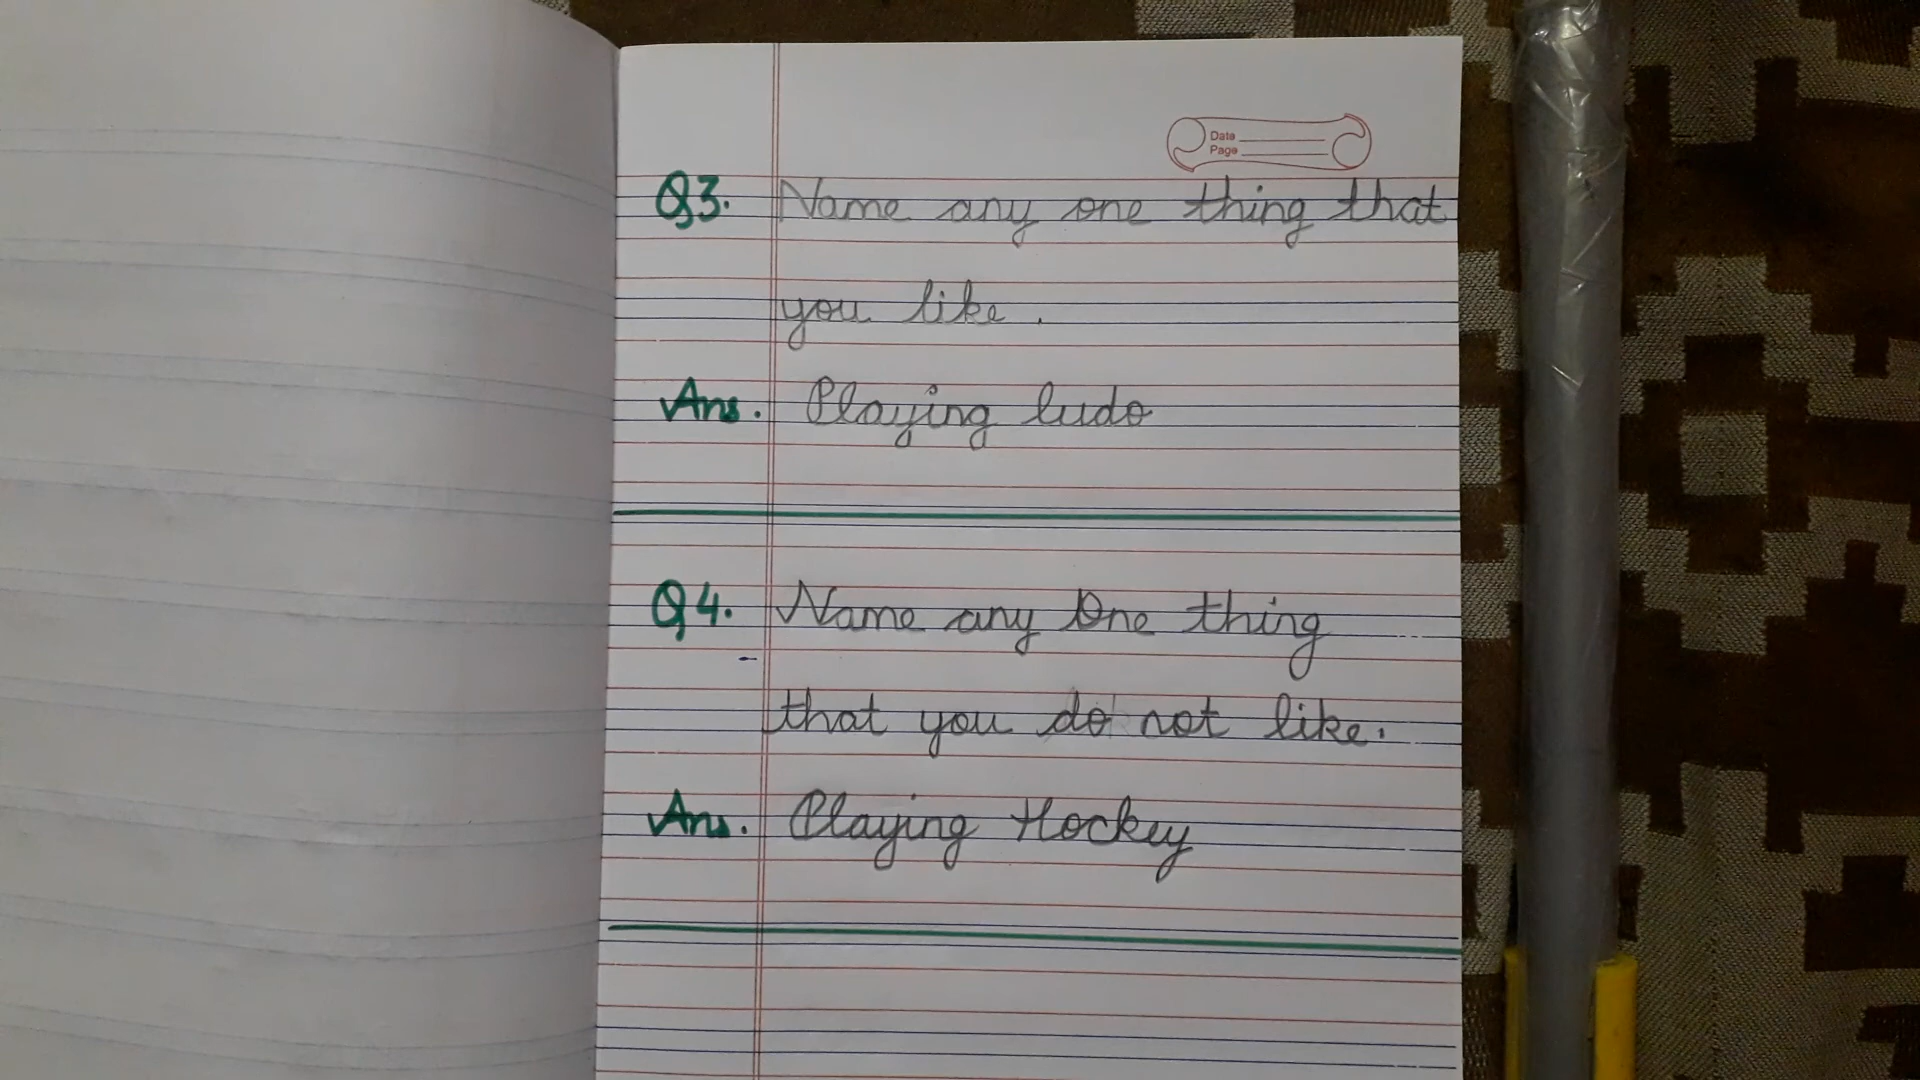 Date
Page
Q3. Name any one thing that
you like.
Ans. Playing ludo
Q4. Name any One thing
that you do not like.
Ans. Playing Hockey